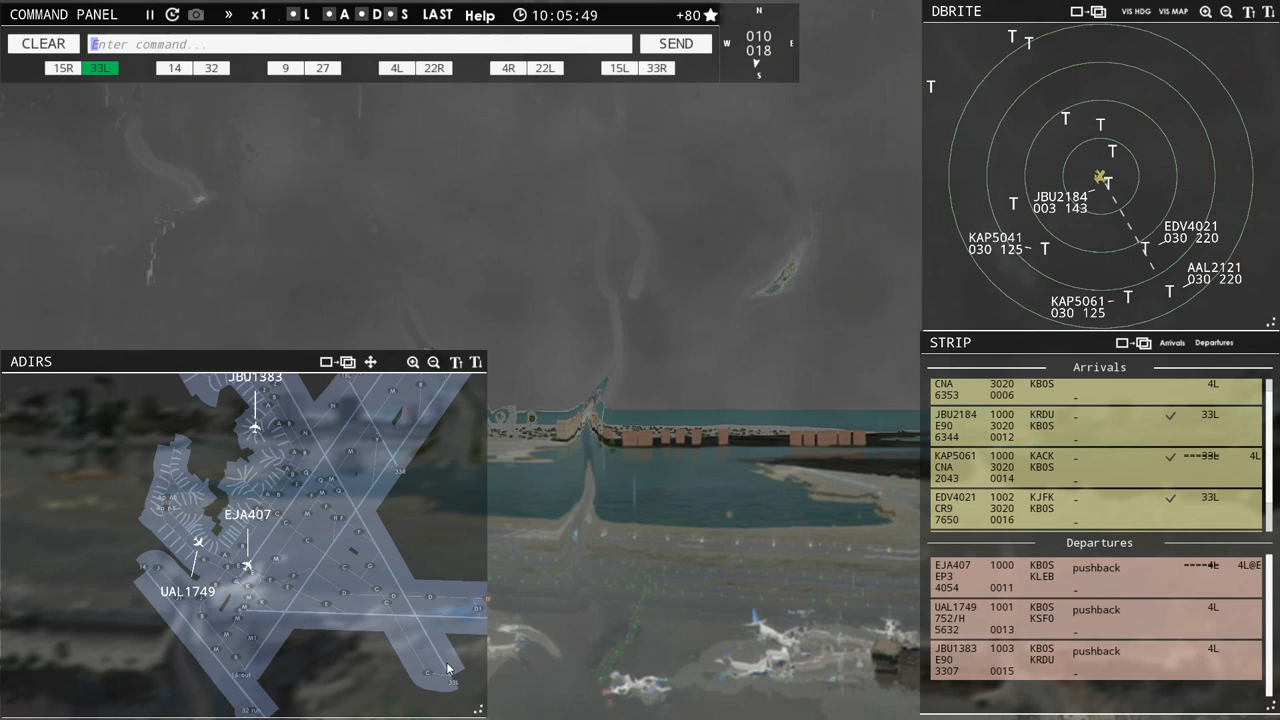 COMMAND PANEL
» x1 L A D S LAST Help 10:05:49 +80
CLEAR
Enter command...
SEND
15R 33L 14 32 9 27 4L 22R 4R 22L 15L 33R
N
W 010 E
018
S
DBRITE
VIS HDG VIS MAP
T T
T
T T
T
T
JBU2184
003 143
T
KAP5041
030 125
T
T
EDV4021
030 220
AAL2121
030 220
T
T
KAP5061
030 125
ADIRS
JBU1383
EJA407
UAL1749
STRIP
Arrivals Departures
Arrivals
CNA 3020 KBOS 4L
6353 0006 _
JBU2184 1000 KRDU _ 33L
E90 3020 KBOS
6344 0012 _
KAP5061 1000 KACK _ 33L 4L
CNA 3020 KBOS
2043 0014 _
EDV4021 1002 KJFK _ 33L
CR9 3020 KBOS
7650 0016 _
Departures
EJA407 1000 KBOS pushback 4L 4L@E
EP3 KLEB
4054 0011 _
UAL1749 1001 KBOS pushback 4L
752/H KSFO
5632 0013 _
JBU1383 1003 KBOS pushback 4L
E90 KRDU
3307 0015 _